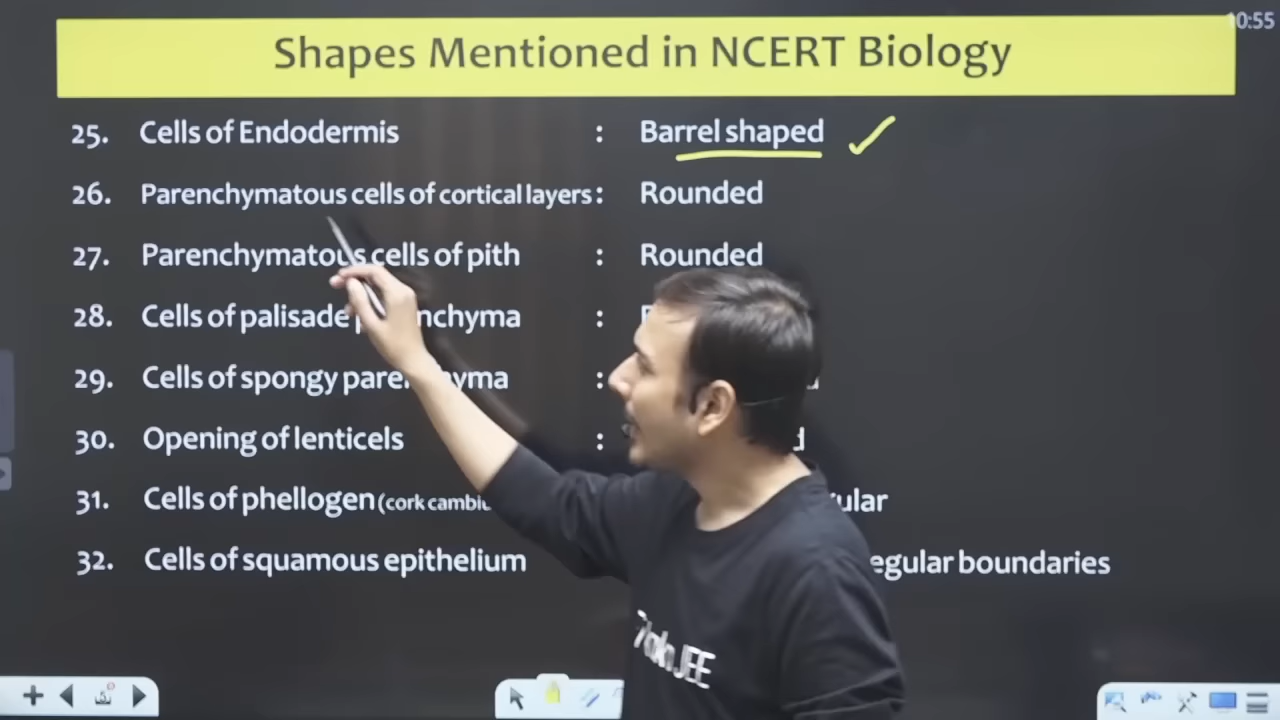 10:55
Shapes Mentioned in NCERT Biology
25. Cells of Endodermis : Barrel shaped
26. Parenchymatous cells of cortical layers : Rounded
27. Parenchymatous cells of pith : Rounded
28. Cells of palisade :
29. Cells of spongy :
30. Opening of lenticels :
31. Cells of phellogen (cork
32. Cells of squamous epithelium boundaries
JEE